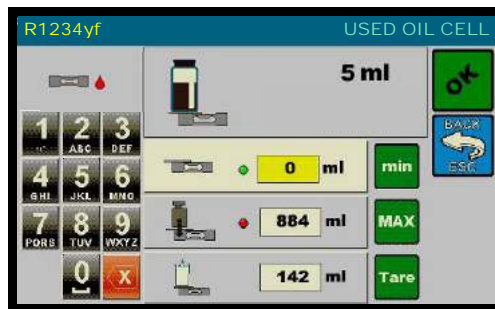 R1234yf USED OIL CELL
5 ml
OK
BACK
ESC
1 2 3
ABC DEF
0 ml min
4 5 6
GHI JKL MNO
884 ml MAX
7 8 9
PQRS TUV WXYZ
142 ml Tare
0 X